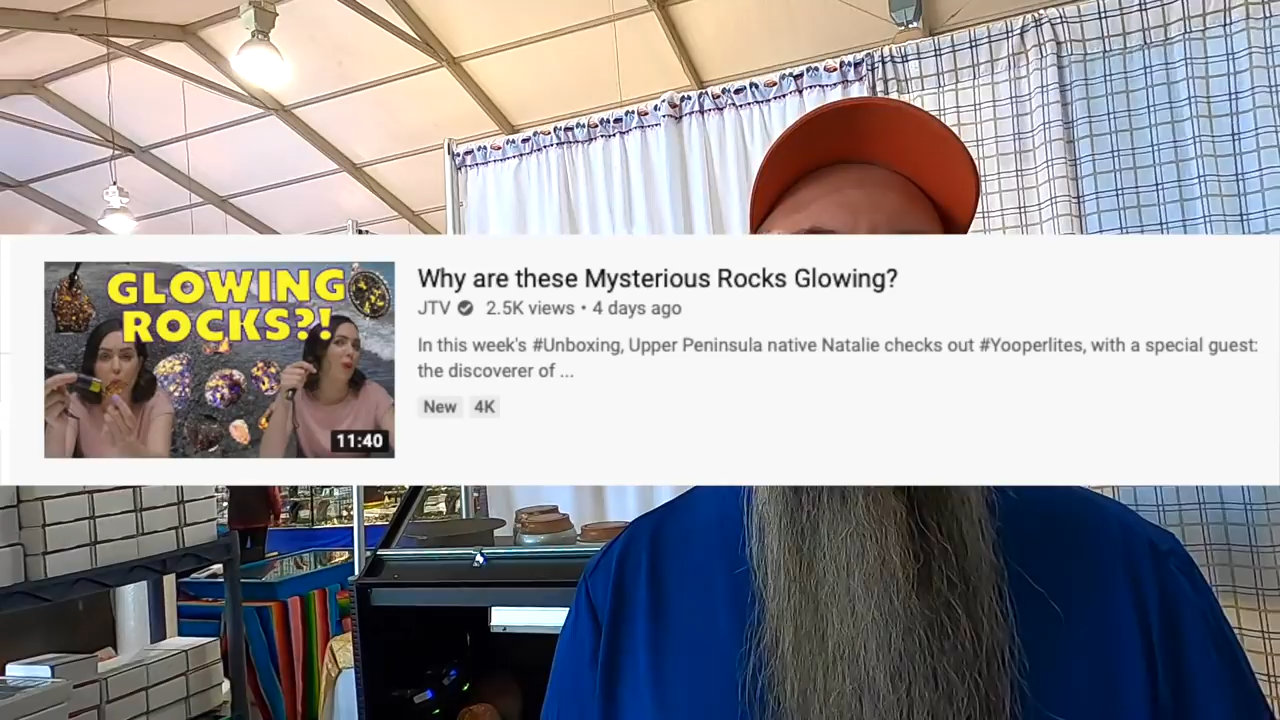 GLOWING
ROCKS?!
11:40
Why are these Mysterious Rocks Glowing?
JTV 2.5K views • 4 days ago
In this week's #Unboxing, Upper Peninsula native Natalie checks out #Yooperlites, with a special guest:
the discoverer of ...
New 4K